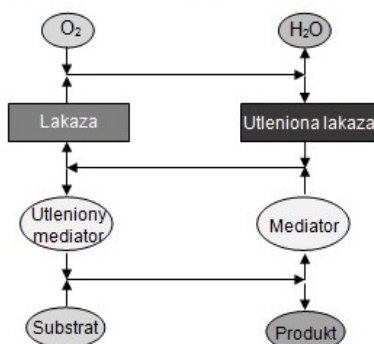 O₂
H₂O
Lakaza
Utleniona lakaza
Utleniony
mediator
Mediator
Substrat
Produkt